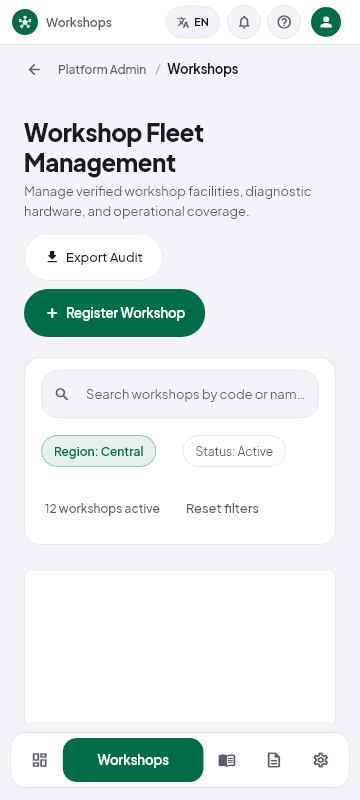 Workshops
EN
Platform Admin / Workshops
Workshop Fleet
Management
Manage verified workshop facilities, diagnostic
hardware, and operational coverage.
Export Audit
+ Register Workshop
Search workshops by code or nam...
Region: Central
Status: Active
12 workshops active
Reset filters
Workshops